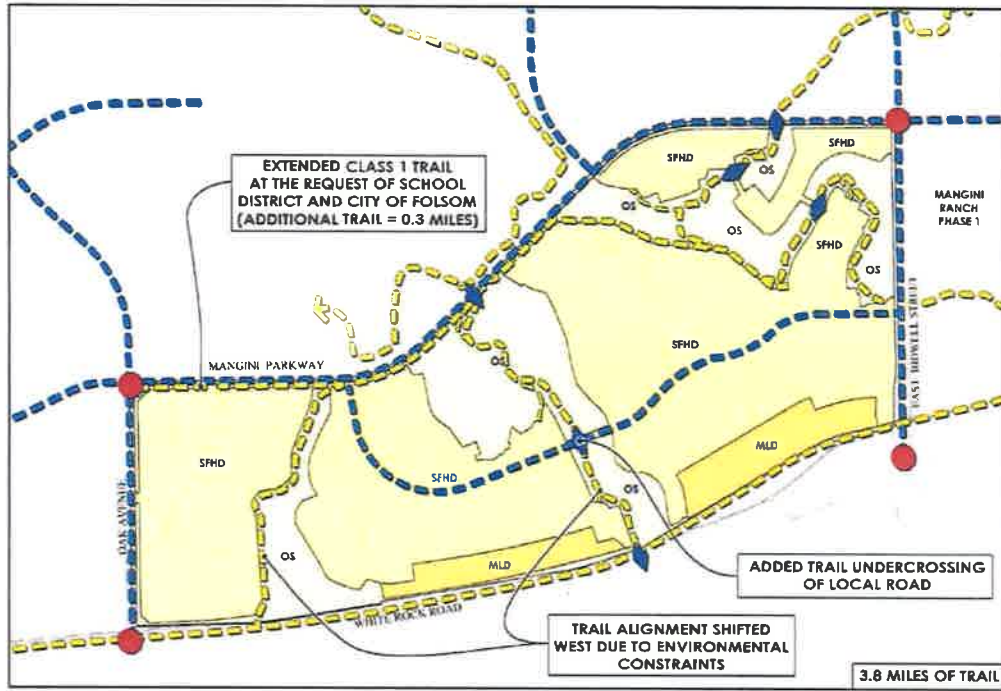 SFHD
OS
SFHD
EXTENDED CLASS 1 TRAIL
AT THE REQUEST OF SCHOOL
DISTRICT AND CITY OF FOLSOM
(ADDITIONAL TRAIL = 0.3 MILES)
MANGINI
RANCH
PHASE 1
OS
OS
SFHD
OS
EAST BIDWELL STREET
MANGINI PARKWAY
OS
SFHD
SFHD
SFHD
MLD
OAK AVENUE
OS
OS
MLD
WHITE ROCK ROAD
ADDED TRAIL UNDERCROSSING
OF LOCAL ROAD
TRAIL ALIGNMENT SHIFTED
WEST DUE TO ENVIRONMENTAL
CONSTRAINTS
3.8 MILES OF TRAIL